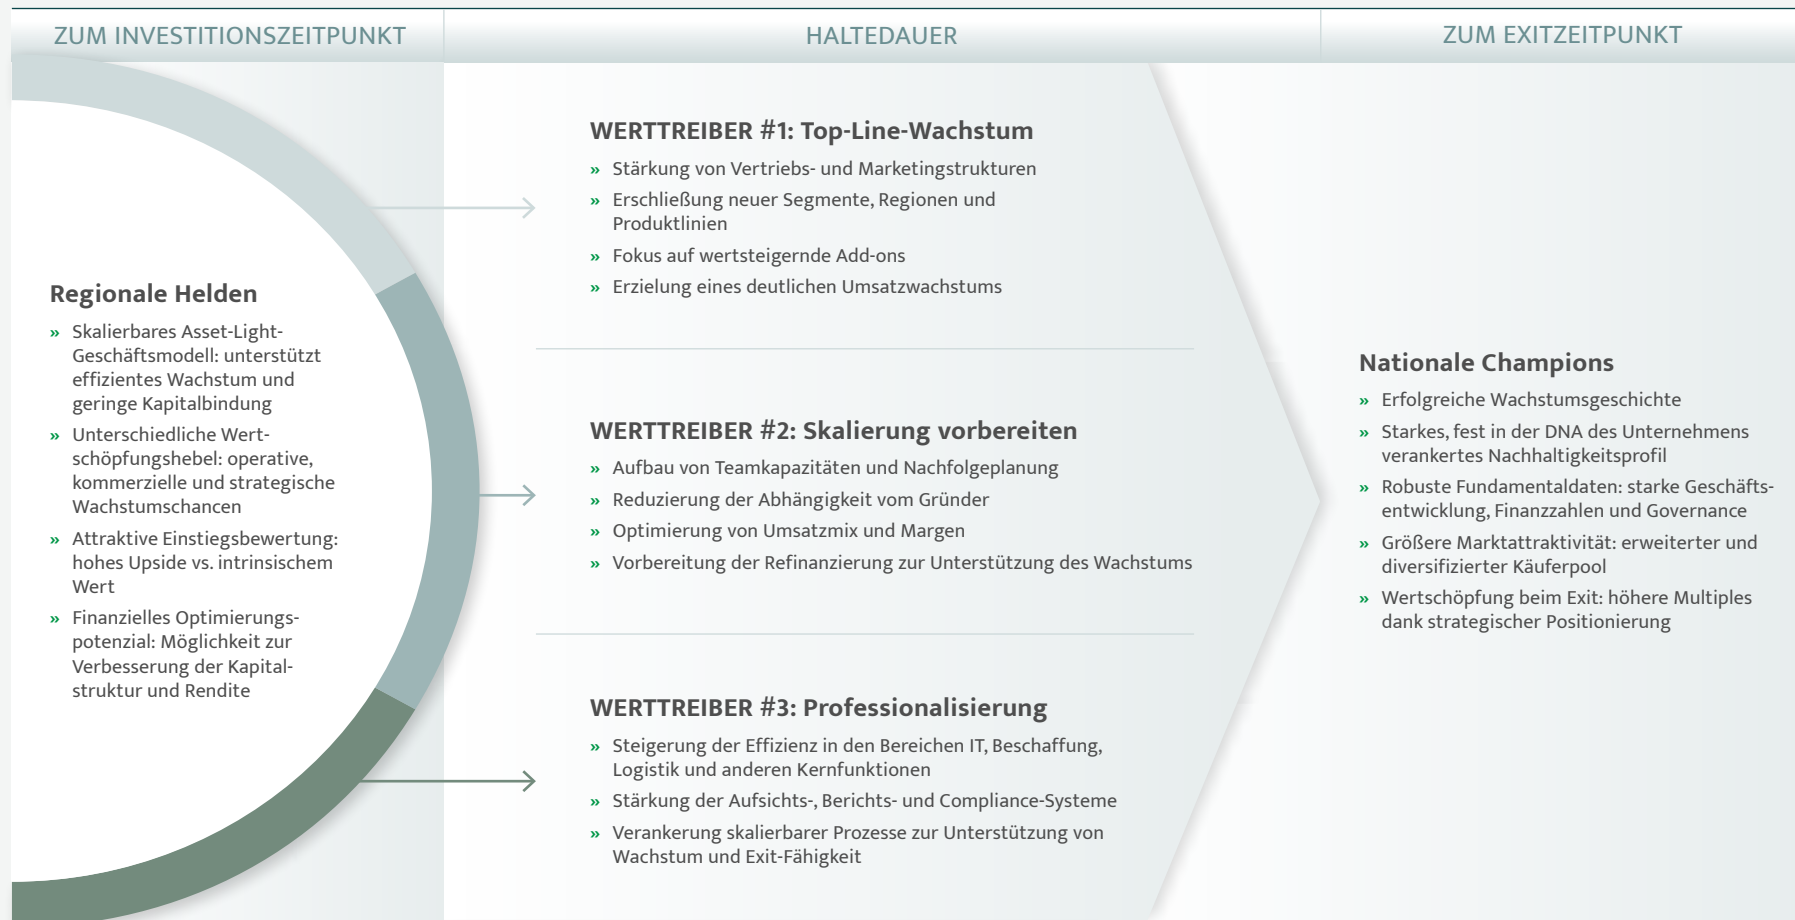 ZUM INVESTITIONSZEITPUNKT
HALTEDAUER
ZUM EXITZEITPUNKT
Regionale Helden
» Skalierbares Asset-Light-
Geschäftsmodell: unterstützt
effizientes Wachstum und
geringe Kapitalbindung
» Unterschiedliche Wert-
schöpfungshebel: operative,
kommerzielle und strategische
Wachstumschancen
» Attraktive Einstiegsbewertung:
hohes Upside vs. intrinsischem
Wert
» Finanzielles Optimierungs-
potenzial: Möglichkeit zur
Verbesserung der Kapital-
struktur und Rendite
WERTTREIBER #1: Top-Line-Wachstum
» Stärkung von Vertriebs- und Marketingstrukturen
» Erschließung neuer Segmente, Regionen und
Produktlinien
» Fokus auf wertsteigernde Add-ons
» Erzielung eines deutlichen Umsatzwachstums
WERTTREIBER #2: Skalierung vorbereiten
» Aufbau von Teamkapazitäten und Nachfolgeplanung
» Reduzierung der Abhängigkeit vom Gründer
» Optimierung von Umsatzmix und Margen
» Vorbereitung der Refinanzierung zur Unterstützung des Wachstums
WERTTREIBER #3: Professionalisierung
» Steigerung der Effizienz in den Bereichen IT, Beschaffung,
Logistik und anderen Kernfunktionen
» Stärkung der Aufsichts-, Berichts- und Compliance-Systeme
» Verankerung skalierbarer Prozesse zur Unterstützung von
Wachstum und Exit-Fähigkeit
Nationale Champions
» Erfolgreiche Wachstumsgeschichte
» Starkes, fest in der DNA des Unternehmens
verankertes Nachhaltigkeitsprofil
» Robuste Fundamentaldaten: starke Geschäfts-
entwicklung, Finanzzahlen und Governance
» Größere Marktattraktivität: erweiterter und
diversifizierter Käuferpool
» Wertschöpfung beim Exit: höhere Multiples
dank strategischer Positionierung